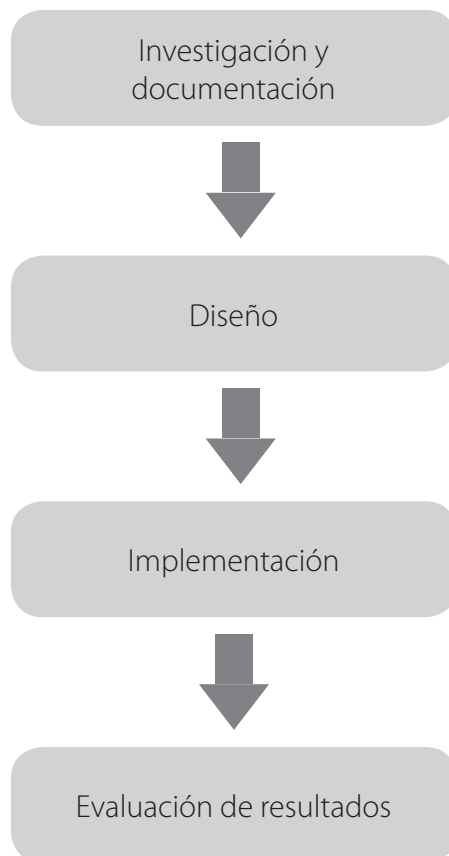 Investigación y
documentación
Diseño
Implementación
Evaluación de resultados